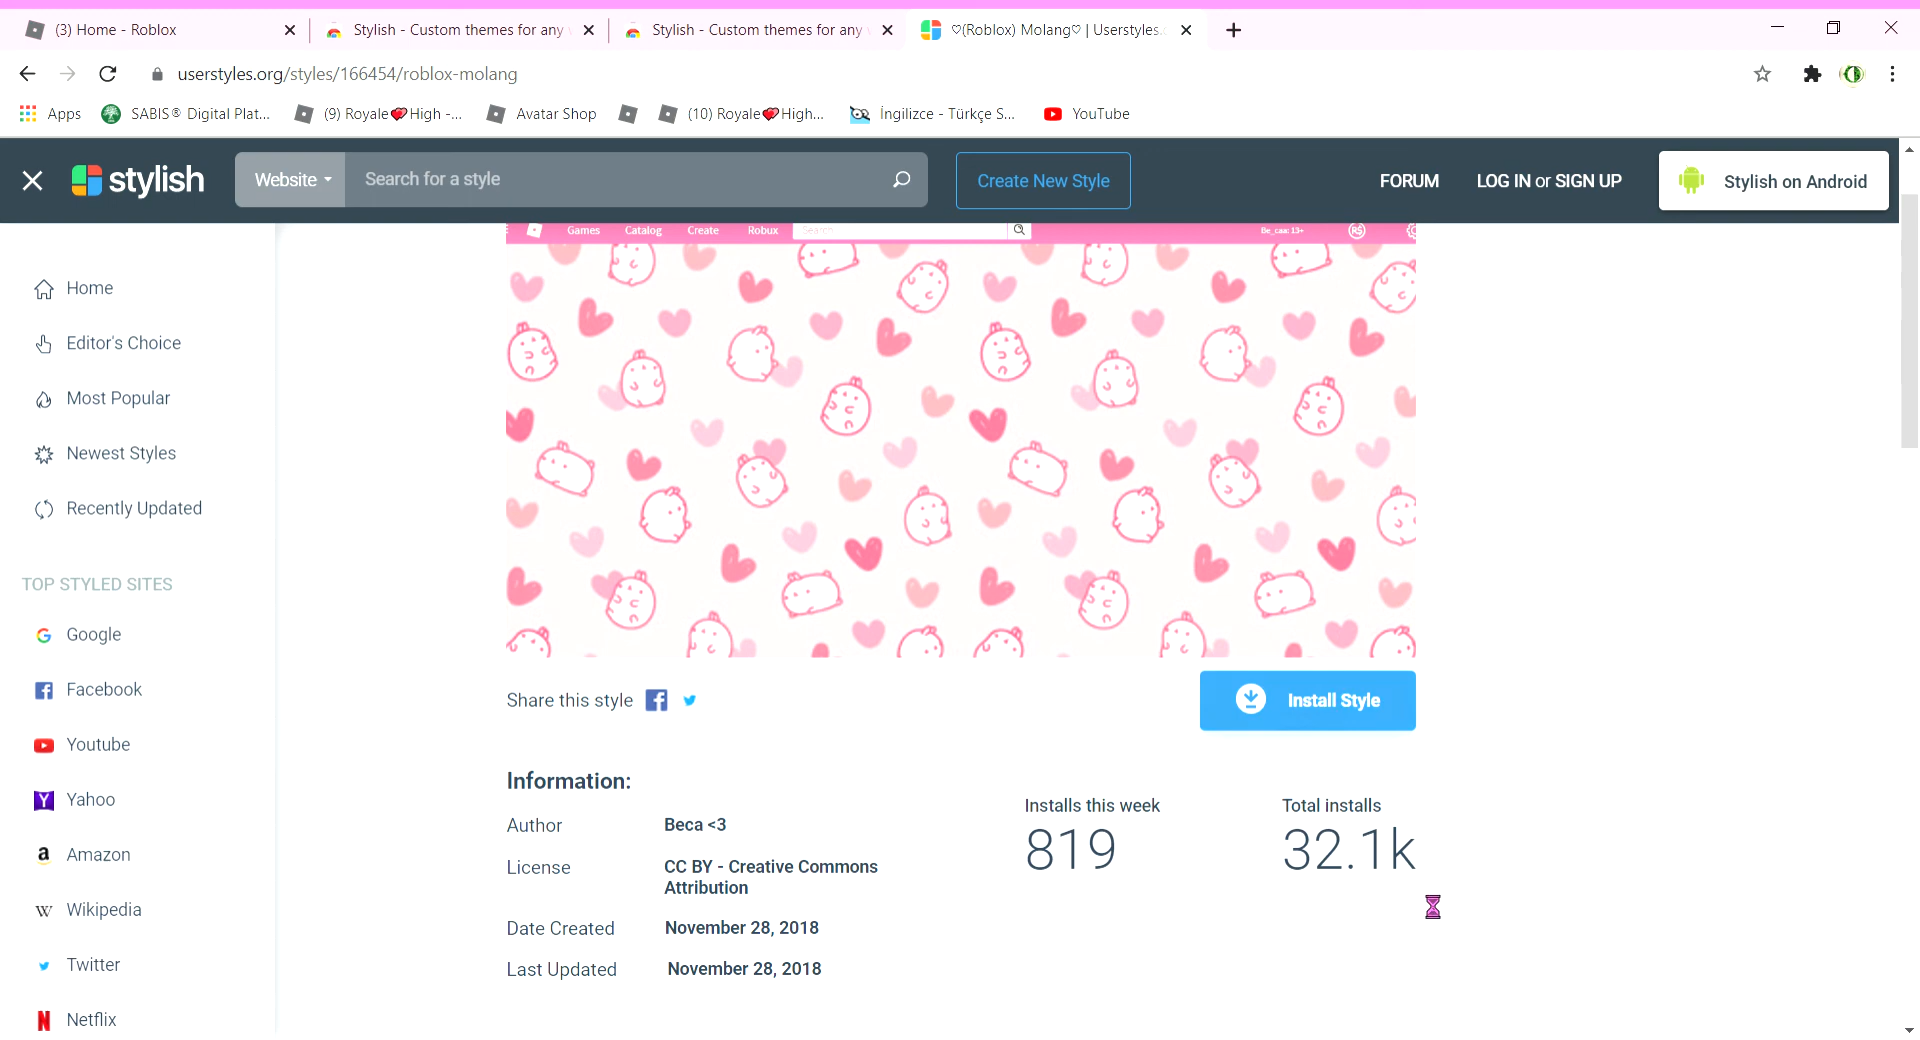 (3) Home - Roblox
Stylish - Custom themes for any
Stylish - Custom themes for any
♡(Roblox) Molang♡ | Userstyles.
userstyles.org/styles/166454/roblox-molang
Apps
SABIS® Digital Plat...
(9) Royale💘High -...
Avatar Shop
(10) Royale💘High...
İngilizce - Türkçe S...
YouTube
stylish
Website
Search for a style
Create New Style
FORUM
LOG IN or SIGN UP
Stylish on Android
Games
Catalog
Create
Robux
Search
Be_caa: 13+
R$
Home
Editor's Choice
Most Popular
Newest Styles
Recently Updated
TOP STYLED SITES
Google
Facebook
Youtube
Yahoo
Amazon
Wikipedia
Twitter
Netflix
Share this style
Install Style
Information:
Author Beca <3
License CC BY - Creative Commons
Attribution
Date Created November 28, 2018
Last Updated November 28, 2018
Installs this week
819
Total installs
32.1k